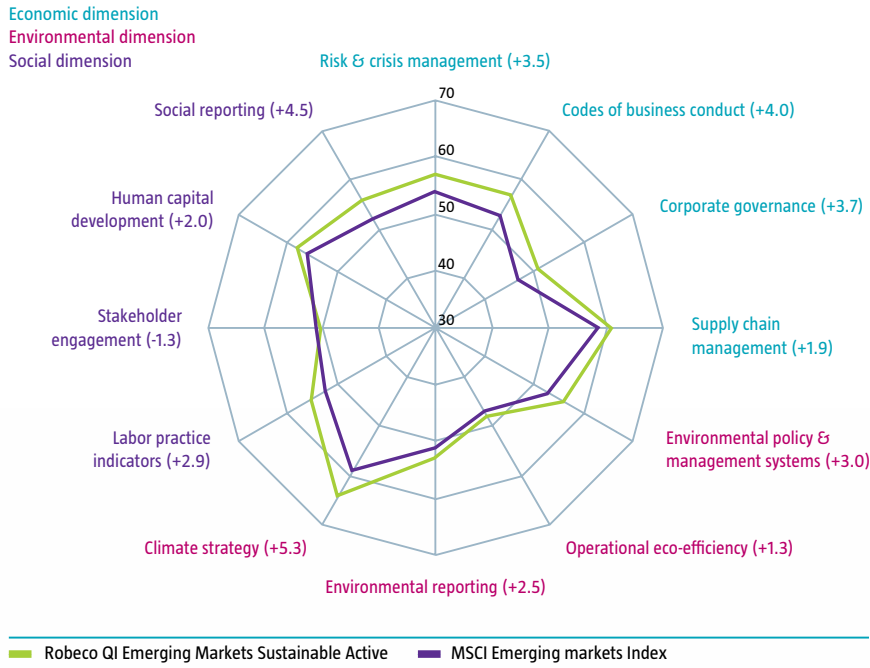 Economic dimension
Environmental dimension
Social dimension
Risk & crisis management (+3.5)
Social reporting (+4.5)
Codes of business conduct (+4.0)
Human capital
development (+2.0)
Corporate governance (+3.7)
Stakeholder
engagement (-1.3)
Supply chain
management (+1.9)
Labor practice
indicators (+2.9)
Environmental policy &
management systems (+3.0)
Climate strategy (+5.3)
Operational eco-efficiency (+1.3)
Environmental reporting (+2.5)
70
60
50
40
30
Robeco QI Emerging Markets Sustainable Active
MSCI Emerging markets Index